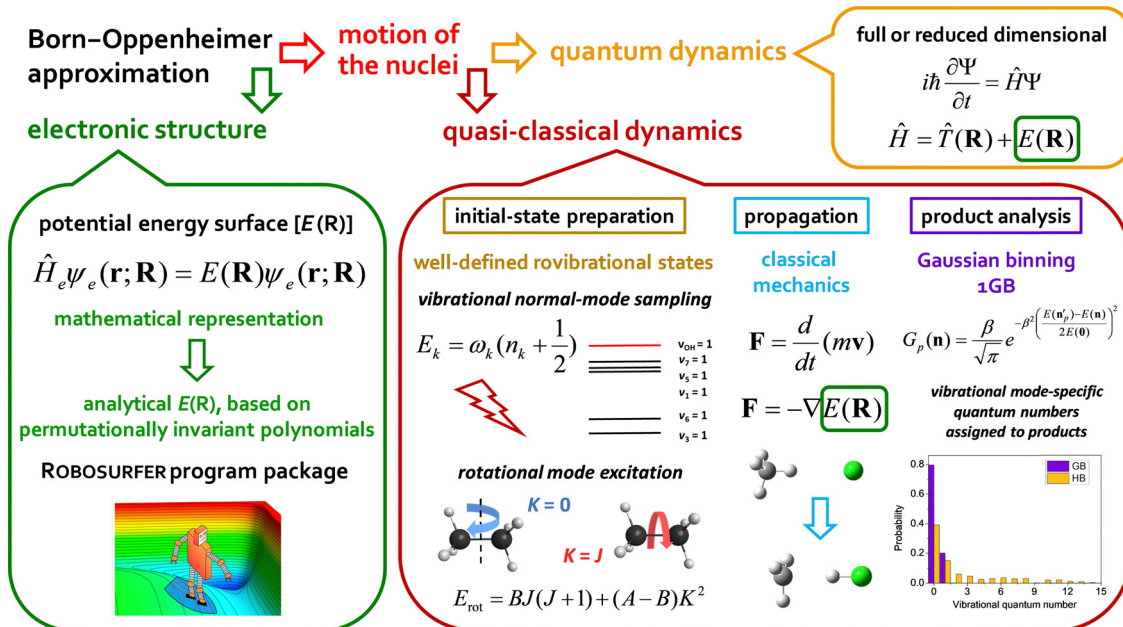 Born–Oppenheimer
approximation
motion of
the nuclei
quantum dynamics
full or reduced dimensional
iℏ ∂Ψ/∂t = ĤΨ
Ĥ = T̂(R) + E(R)
electronic structure
quasi-classical dynamics
potential energy surface [E(R)]
Ĥₑψₑ(r;R) = E(R)ψₑ(r;R)
mathematical representation
analytical E(R), based on
permutationally invariant polynomials
ROBOSURFER program package
initial-state preparation
well-defined rovibrational states
vibrational normal-mode sampling
Eₖ = ωₖ(nₖ + 1/2)
v_OH = 1
v₇ = 1
v₅ = 1
v₁ = 1
v₆ = 1
v₃ = 1
rotational mode excitation
K = 0
K = J
E_rot = BJ(J + 1) + (A − B)K²
propagation
classical
mechanics
F = d/dt (mv)
F = −∇E(R)
product analysis
Gaussian binning
1GB
Gₚ(n) = β/√π e^{−β²((E(n'ₚ)−E(n))/2E(0))²}
vibrational mode-specific
quantum numbers
assigned to products
GB
HB
Probability
0.8
0.6
0.4
0.2
0.0
0 3 6 9 12 15
Vibrational quantum number